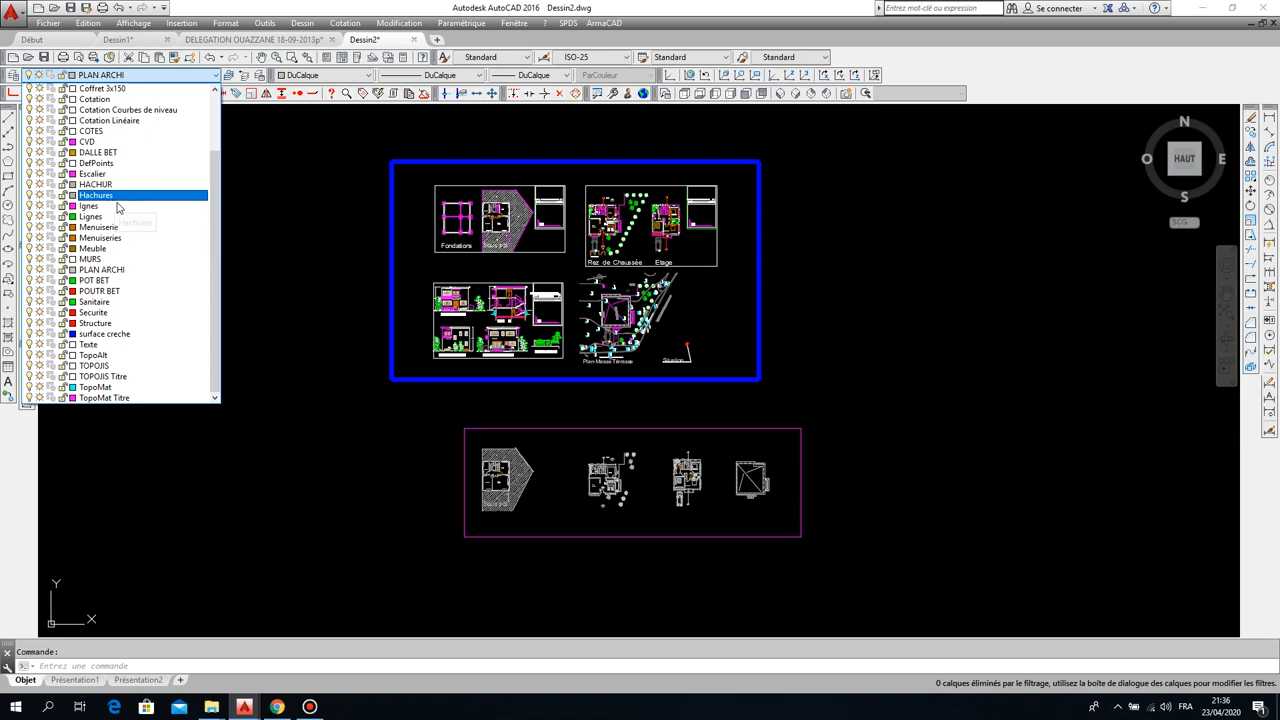 Autodesk AutoCAD 2016 Dessin2.dwg
Entrez mot-clé ou expression
Se connecter
Fichier Edition Affichage Insertion Format Outils Dessin Cotation Modification Paramétrique Fenêtre ? SPDS ArmaCAD
Début Dessin1* DELEGATION OUAZZANE 18-09-2013p* Dessin2*
Standard ISO-25 Standard Standard
PLAN ARCHI DuCalque DuCalque DuCalque ParCouleur
Coffret 3x150
Cotation
Cotation Courbes de niveau
Cotation Linéaire
COTES
CVD
DALLE BET
DefPoints
Escalier
HACHUR
Hachures
lgnes
Lignes
Hachures
Menuiserie
Menuiseries
Meuble
MURS
PLAN ARCHI
POT BET
POUTR BET
Sanitaire
Securite
Structure
surface creche
Texte
TopoAlt
TOPOJIS
TOPOJIS Titre
TopoMat
TopoMat Titre
Fondations
Rez de Chaussée Etage
Plan-Masse Terrasse
Situation
N
O HAUT E
S
SCG
Y
X
Commande:
Entrez une commande
Objet Présentation1 Présentation2
0 calques éliminés par le filtrage, utilisez la boîte de dialogue des calques pour modifier les filtres.
FRA
21:36
23/04/2020